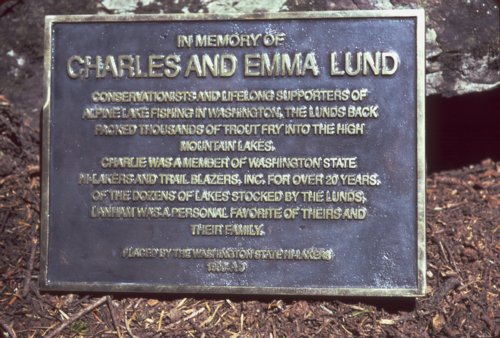 IN MEMORY OF
CHARLES AND EMMA LUND
CONSERVATIONISTS AND LIFELONG SUPPORTERS OF
ALPINE LAKE FISHING IN WASHINGTON, THE LUNDS BACK
PACKED THOUSANDS OF TROUT FRY INTO THE HIGH
MOUNTAIN LAKES.
CHARLIE WAS A MEMBER OF WASHINGTON STATE
HI-LAKERS AND TRAIL BLAZERS, INC. FOR OVER 20 YEARS.
OF THE DOZENS OF LAKES STOCKED BY THE LUNDS,
LANHAM WAS A PERSONAL FAVORITE OF THEIRS AND
THEIR FAMILY.
PLACED BY THE WASHINGTON STATE HI-LAKERS